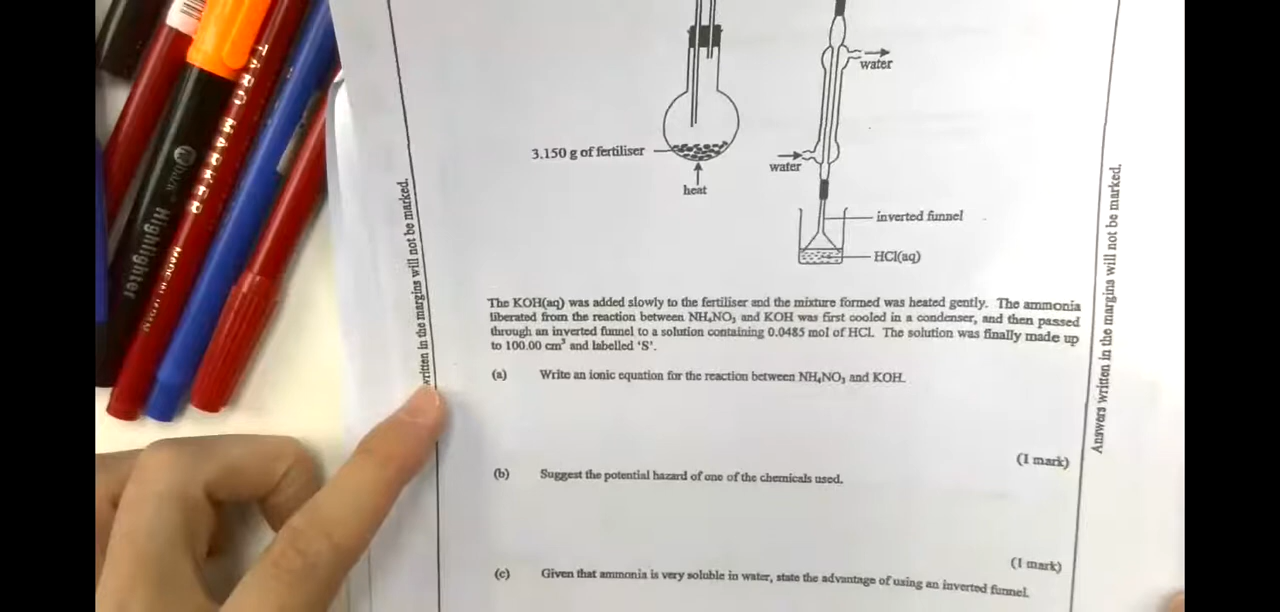 TARO MARKER
Highlighter
water
3.150 g of fertiliser
water
heat
inverted funnel
HCl(aq)
written in the margins will not be marked.
Answers written in the margins will not be marked.
The KOH(aq) was added slowly to the fertiliser and the mixture formed was heated gently. The ammonia
liberated from the reaction between NH₄NO₃ and KOH was first cooled in a condenser, and then passed
through an inverted funnel to a solution containing 0.0485 mol of HCl. The solution was finally made up
to 100.00 cm³ and labelled ‘S’.
(a) Write an ionic equation for the reaction between NH₄NO₃ and KOH.
(1 mark)
(b) Suggest the potential hazard of one of the chemicals used.
(1 mark)
(c) Given that ammonia is very soluble in water, state the advantage of using an inverted funnel.